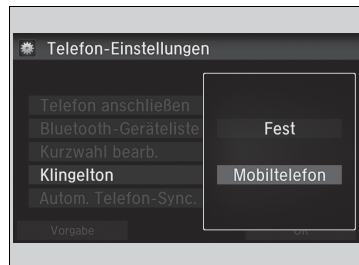 Telefon-Einstellungen
Telefon anschließen
Bluetooth-Geräteliste
Kurzwahl bearb.
Klingelton
Autom. Telefon-Sync.
Fest
Mobiltelefon
Vorgabe
OK